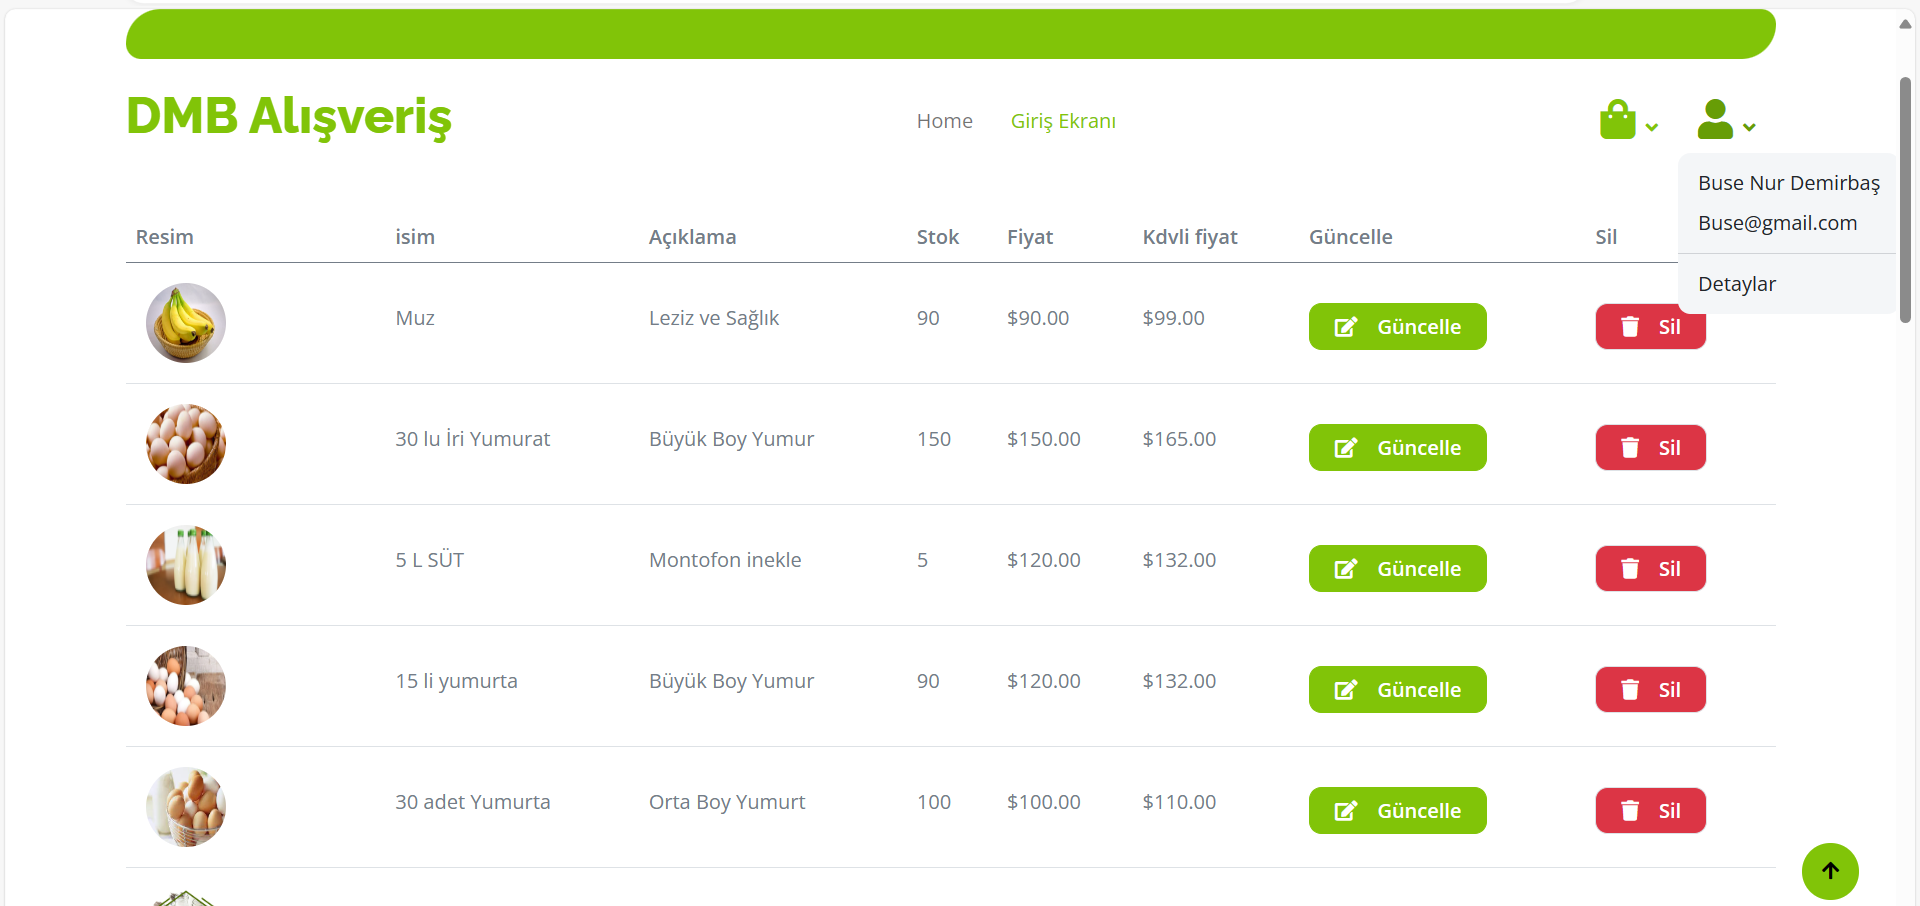 DMB Alışveriş
Home Giriş Ekranı
Buse Nur Demirbaş
Buse@gmail.com
Detaylar
Resim isim Açıklama Stok Fiyat Kdvli fiyat Güncelle Sil
Muz Leziz ve Sağlık 90 $90.00 $99.00 Güncelle Sil
30 lu İri Yumurat Büyük Boy Yumur 150 $150.00 $165.00 Güncelle Sil
5 L SÜT Montofon inekle 5 $120.00 $132.00 Güncelle Sil
15 li yumurta Büyük Boy Yumur 90 $120.00 $132.00 Güncelle Sil
30 adet Yumurta Orta Boy Yumurt 100 $100.00 $110.00 Güncelle Sil